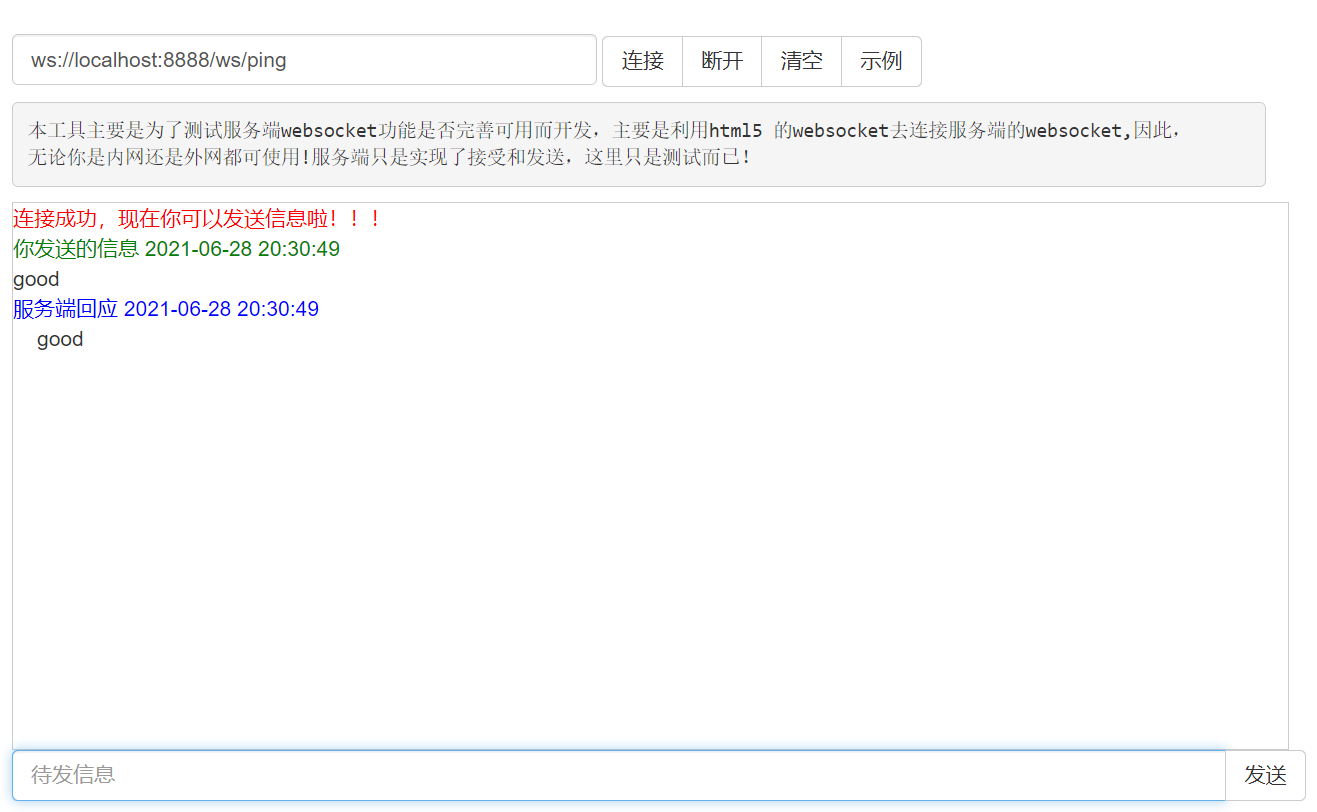 ws://localhost:8888/ws/ping 连接 断开 清空 示例
本工具主要是为了测试服务端websocket功能是否完善可用而开发，主要是利用html5 的websocket去连接服务端的websocket,因此，
无论你是内网还是外网都可使用!服务端只是实现了接受和发送，这里只是测试而已!
连接成功，现在你可以发送信息啦！！！
你发送的信息 2021-06-28 20:30:49
good
服务端回应 2021-06-28 20:30:49
good
待发信息 发送